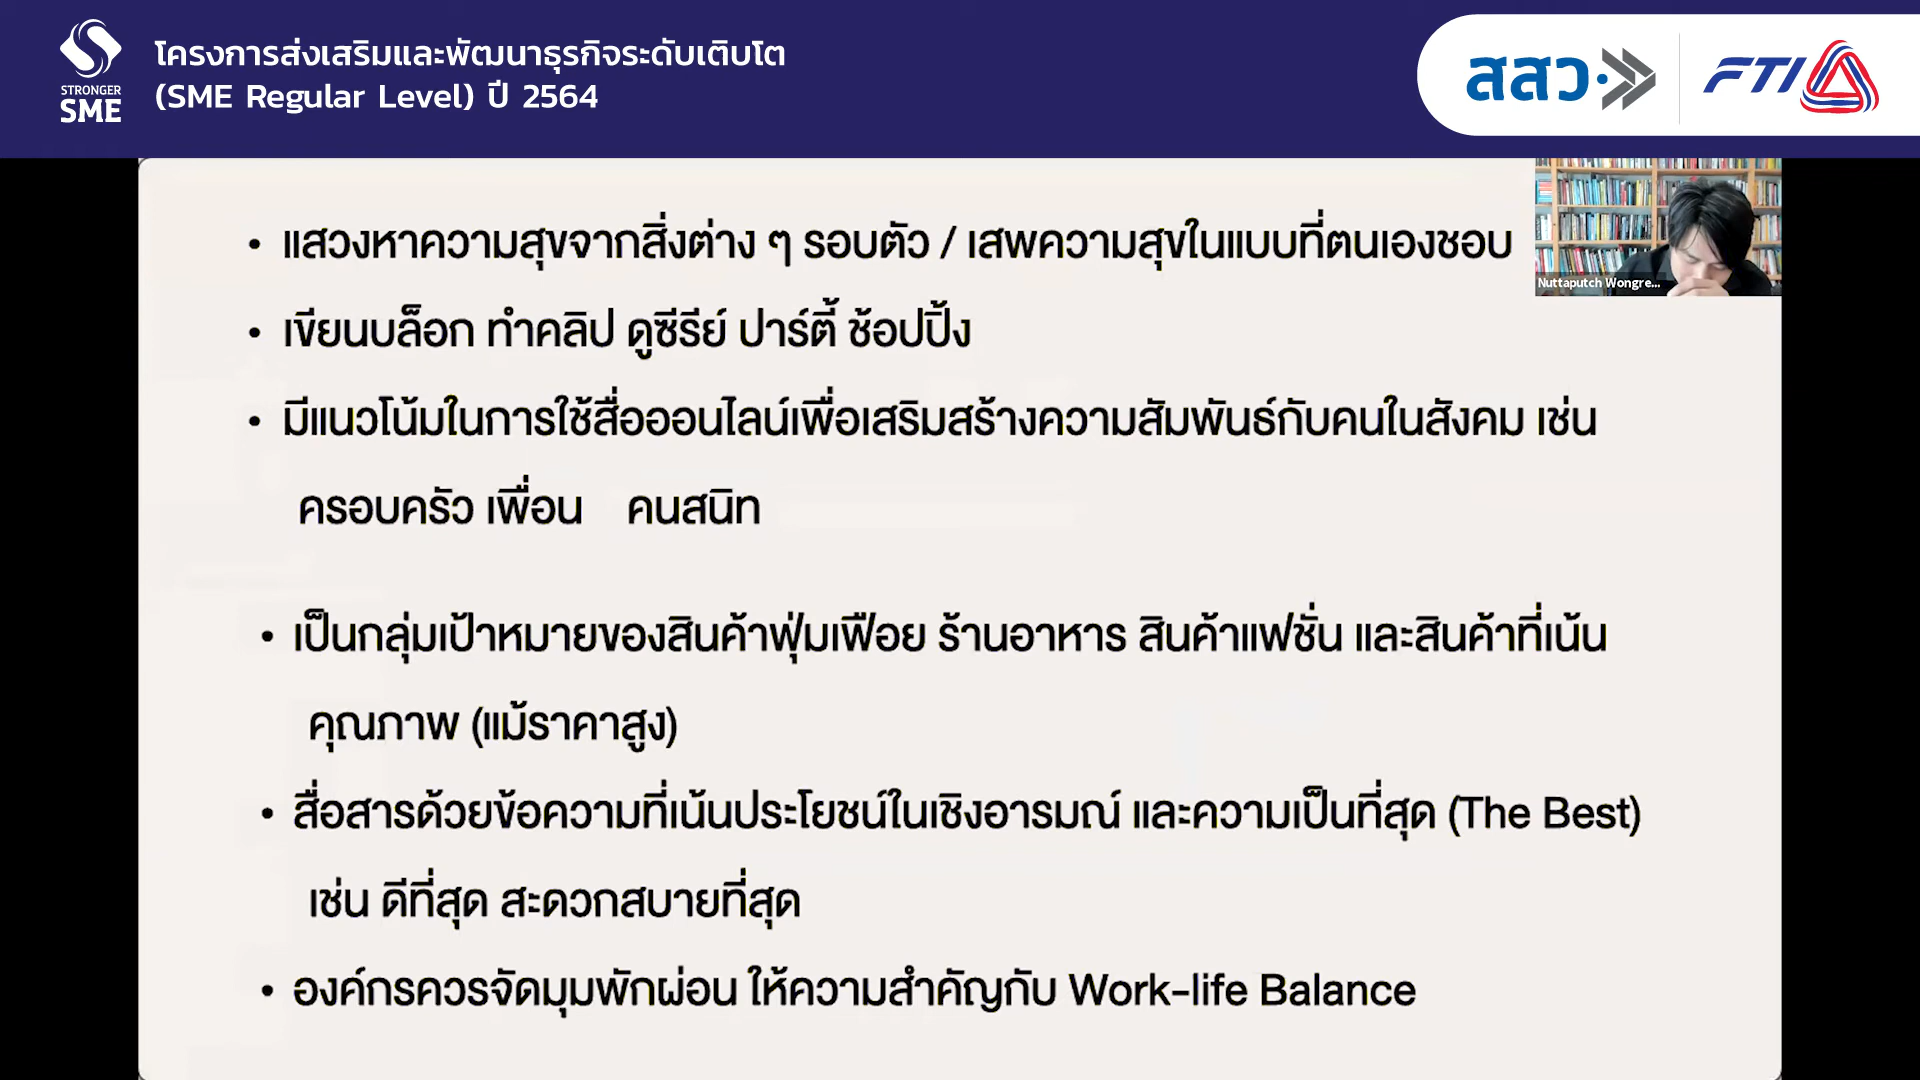 STRONGER
SME
โครงการส่งเสริมและพัฒนาธุรกิจระดับเติบโต
(SME Regular Level) ปี 2564
สสว
FTI
• แสวงหาความสุขจากสิ่งต่าง ๆ รอบตัว / เสพความสุขในแบบที่ตนเองชอบ
Nuttaputch Wongre...
• เขียนบล็อก ทำคลิป ดูซีรีย์ ปาร์ตี้ ช้อปปิ้ง
• มีแนวโน้มในการใช้สื่อออนไลน์เพื่อเสริมสร้างความสัมพันธ์กับคนในสังคม เช่น
ครอบครัว เพื่อน คนสนิท
• เป็นกลุ่มเป้าหมายของสินค้าฟุ่มเฟือย ร้านอาหาร สินค้าแฟชั่น และสินค้าที่เน้น
คุณภาพ (แม้ราคาสูง)
• สื่อสารด้วยข้อความที่เน้นประโยชน์ในเชิงอารมณ์ และความเป็นที่สุด (The Best)
เช่น ดีที่สุด สะดวกสบายที่สุด
• องค์กรควรจัดมุมพักผ่อน ให้ความสำคัญกับ Work-life Balance